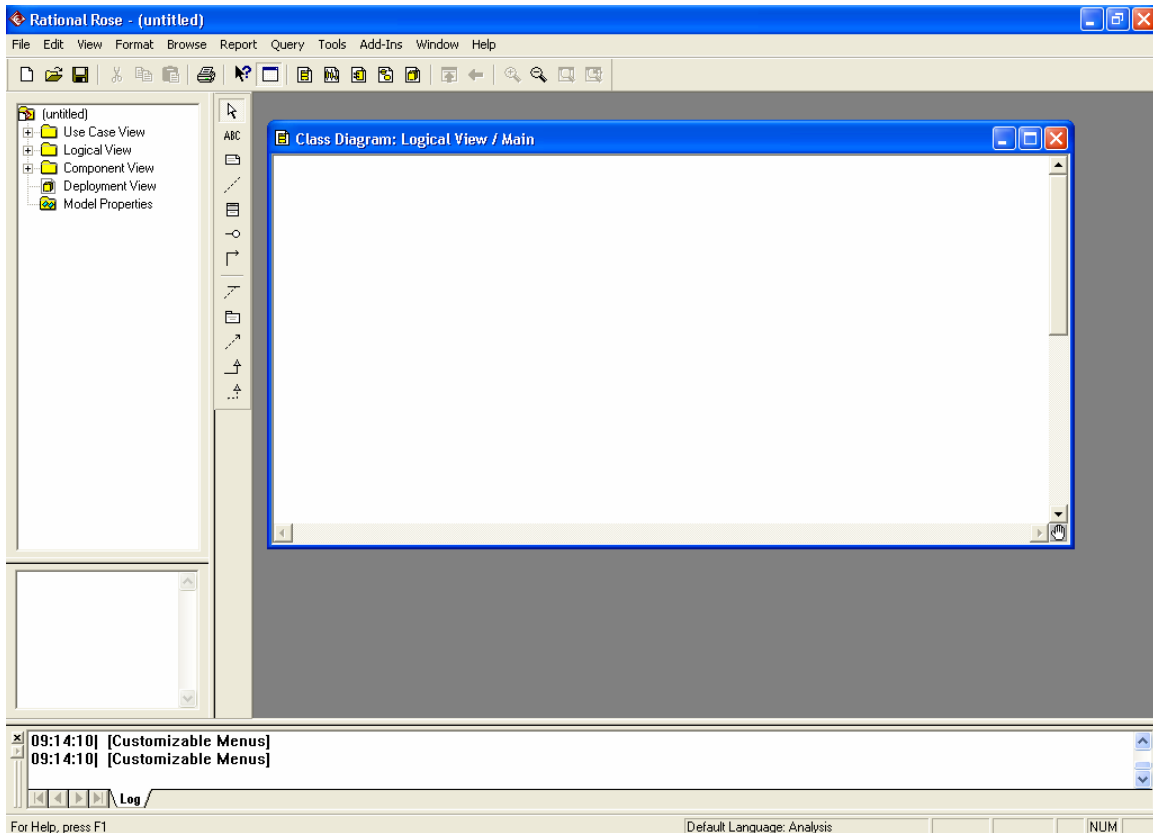 Rational Rose - (untitled)
File Edit View Format Browse Report Query Tools Add-Ins Window Help
(untitled)
Use Case View
Logical View
Component View
Deployment View
Model Properties
ABC
Class Diagram: Logical View / Main
09:14:10| [Customizable Menus]
09:14:10| [Customizable Menus]
Log
For Help, press F1 Default Language: Analysis NUM